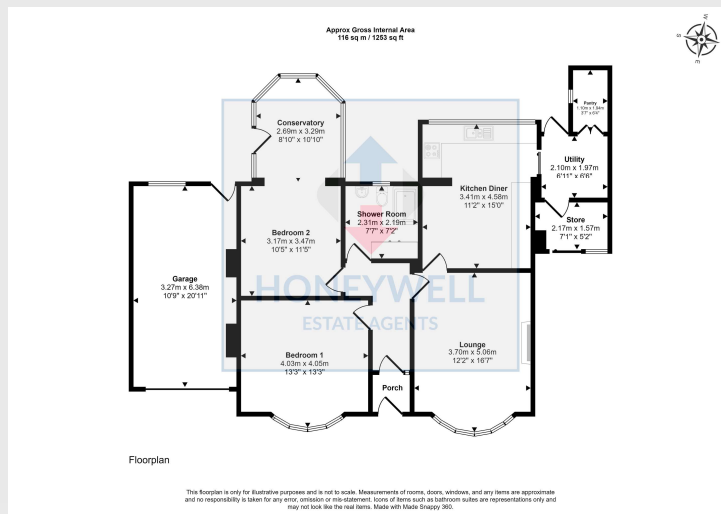 Approx Gross Internal Area
116 sq m / 1253 sq ft
Conservatory
2.69m x 3.29m
8'10" x 10'10"
Pantry
1.10m x 1.94m
3'7" x 6'4"
Utility
2.10m x 1.97m
6'11" x 6'6"
Kitchen Diner
3.41m x 4.58m
11'2" x 15'0"
Shower Room
2.31m x 2.19m
7'7" x 7'2"
Store
2.17m x 1.57m
7'1" x 5'2"
Bedroom 2
3.17m x 3.47m
10'5" x 11'5"
Garage
3.27m x 6.38m
10'9" x 20'11"
HONEYWELL
ESTATE AGENTS
Lounge
3.70m x 5.06m
12'2" x 16'7"
Bedroom 1
4.03m x 4.05m
13'3" x 13'3"
Porch
Floorplan
This floorplan is only for illustrative purposes and is not to scale. Measurements of rooms, doors, windows, and any items are approximate
and no responsibility is taken for any error, omission or mis-statement. Icons of items such as bathroom suites are representations only and
may not look like the real items. Made with Made Snappy 360.